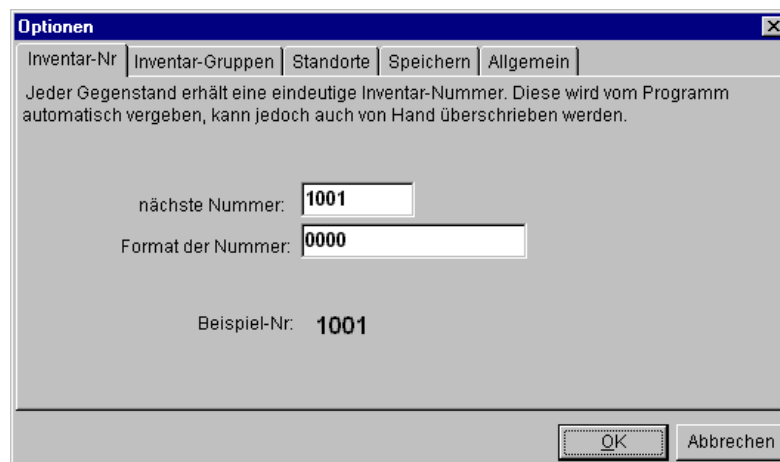 Optionen
Inventar-Nr Inventar-Gruppen Standorte Speichern Allgemein
Jeder Gegenstand erhält eine eindeutige Inventar-Nummer. Diese wird vom Programm
automatisch vergeben, kann jedoch auch von Hand überschrieben werden.
nächste Nummer: 1001
Format der Nummer: 0000
Beispiel-Nr: 1001
OK Abbrechen